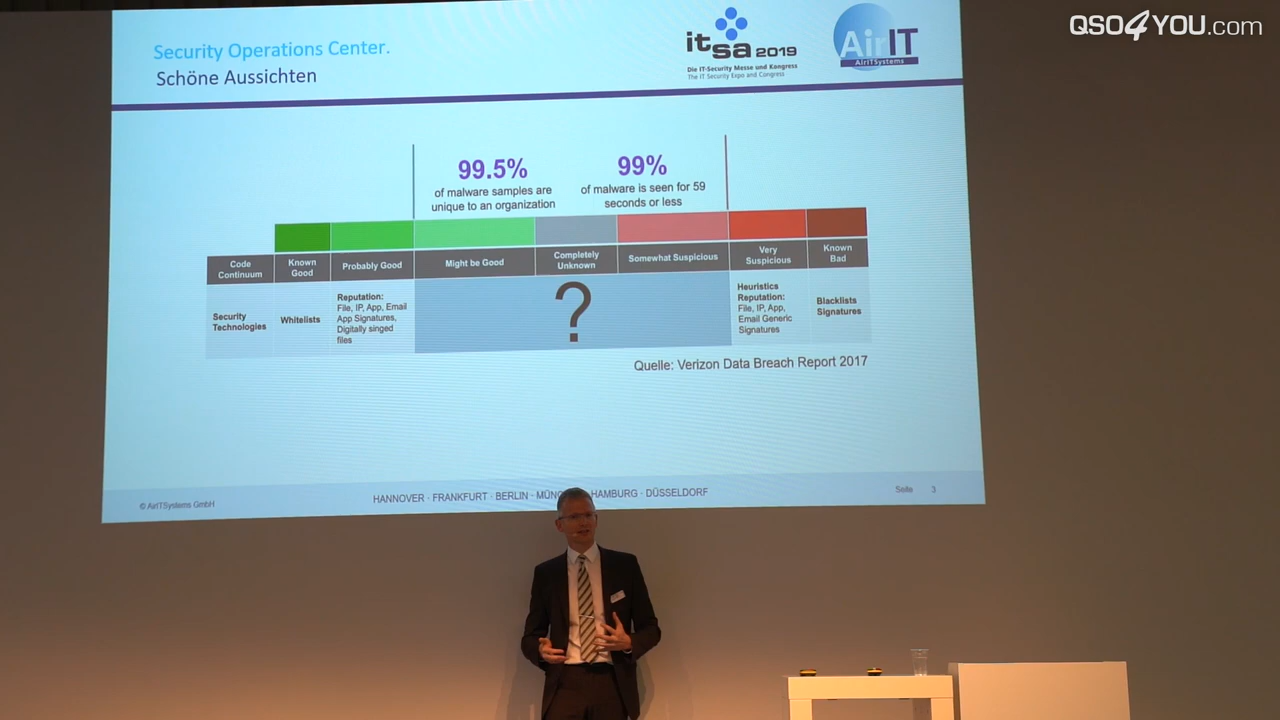 QSO4YOU.com
Security Operations Center.
Schöne Aussichten
itsa 2019
Die IT-Security Messe und Kongress
The IT Security Expo and Congress
AirIT
AirITSystems
99.5%
of malware samples are
unique to an organization
99%
of malware is seen for 59
seconds or less
Code
Continuum
Known
Good
Probably Good
Might be Good
Completely
Unknown
Somewhat Suspicious
Very
Suspicious
Known
Bad
Security
Technologies
Whitelists
Reputation:
File, IP, App, Email
App Signatures,
Digitally singed
files
?
Heuristics
Reputation:
File, IP, App,
Email Generic
Signatures
Blacklists
Signatures
Quelle: Verizon Data Breach Report 2017
© AirITSystems GmbH
HANNOVER · FRANKFURT · BERLIN · MÜNC HAMBURG · DÜSSELDORF
Seite 3